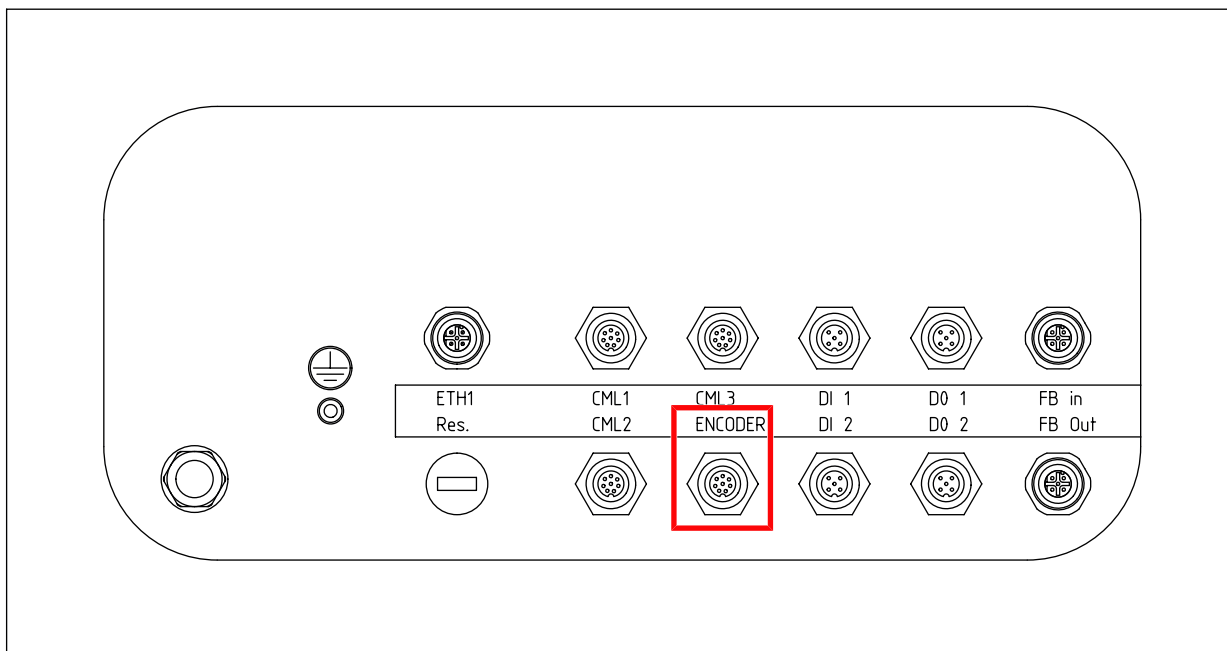 ETH1 CML1 CML3 DI 1 DO 1 FB in
Res. CML2 ENCODER DI 2 DO 2 FB Out